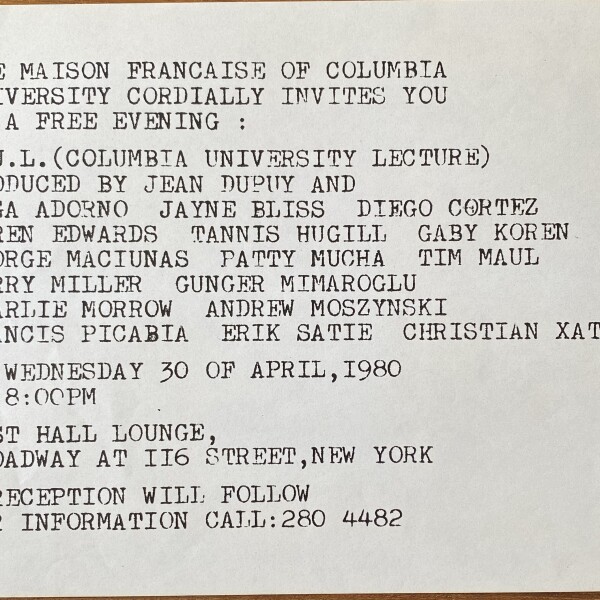 E MAISON FRANCAISE OF COLUMBIA
IVERSITY CORDIALLY INVITES YOU
A FREE EVENING :
U.L.(COLUMBIA UNIVERSITY LECTURE)
ODUCED BY JEAN DUPUY AND
GA ADORNO JAYNE BLISS DIEGO CORTEZ
REN EDWARDS TANNIS HUGILL GABY KOREN
ORGE MACIUNAS PATTY MUCHA TIM MAUL
RRY MILLER GUNGER MIMAROGLU
ARLIE MORROW ANDREW MOSZYNSKI
ANCIS PICABIA ERIK SATIE CHRISTIAN XAT
WEDNESDAY 30 OF APRIL,I980
8:00PM
ST HALL LOUNGE,
OADWAY AT II6 STREET,NEW YORK
RECEPTION WILL FOLLOW
R INFORMATION CALL:280 4482